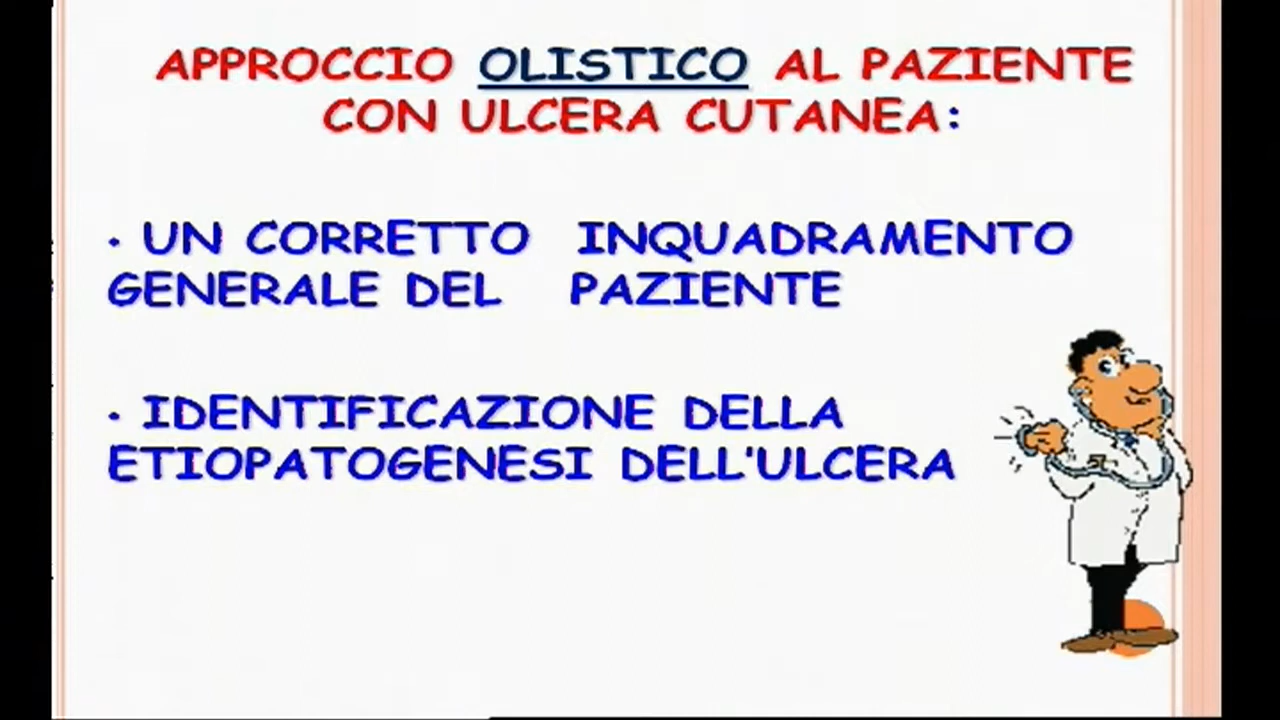 APPROCCIO OLISTICO AL PAZIENTE
CON ULCERA CUTANEA:
• UN CORRETTO INQUADRAMENTO
GENERALE DEL PAZIENTE
• IDENTIFICAZIONE DELLA
ETIOPATOGENESI DELL'ULCERA